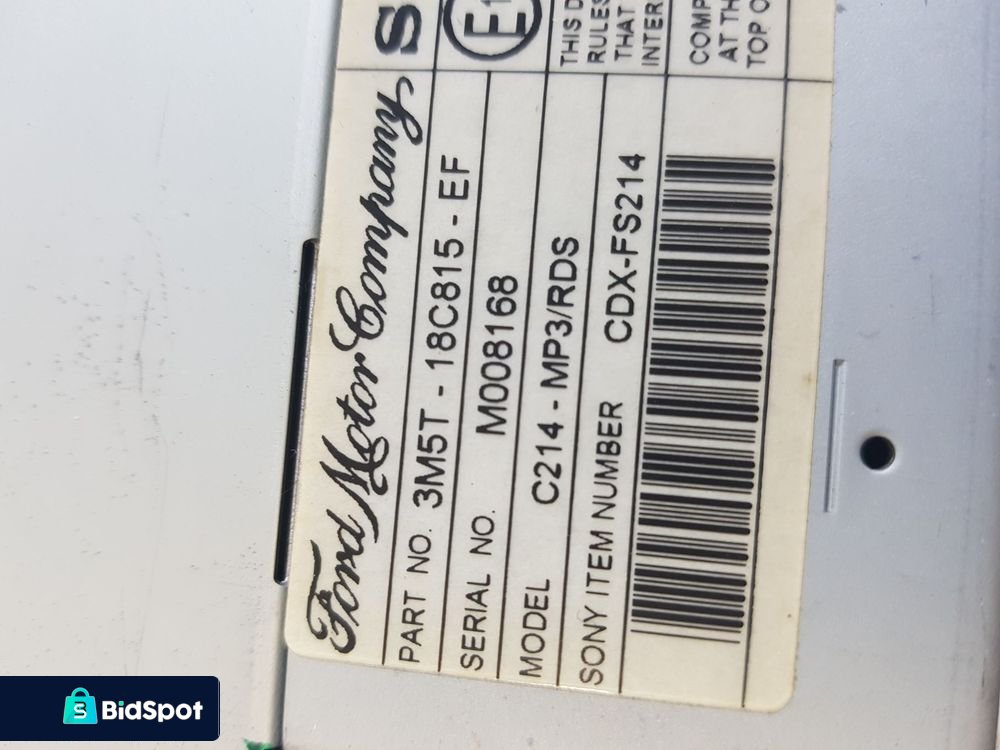 Ford Motor Company S
PART NO. 3M5T - 18C815 - EF
SERIAL NO. M008168
MODEL C214 - MP3/RDS
SONY ITEM NUMBER CDX-FS214
E1
THIS D
RULES
THAT
INTER
COMP
AT TH
TOP O
BidSpot